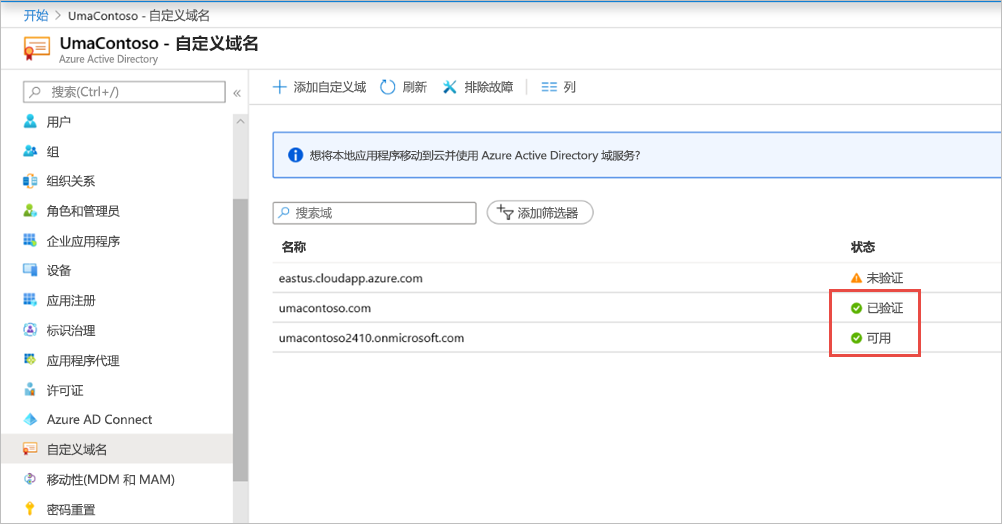 开始 > UmaContoso - 自定义域名
UmaContoso - 自定义域名
Azure Active Directory
搜索(Ctrl+/)
«
用户
组
组织关系
角色和管理员
企业应用程序
设备
应用注册
标识治理
应用程序代理
许可证
Azure AD Connect
自定义域名
移动性(MDM 和 MAM)
密码重置
添加自定义域 刷新 排除故障 列
想将本地应用程序移动到云并使用 Azure Active Directory 域服务?
搜索域 添加筛选器
名称 状态
eastus.cloudapp.azure.com 未验证
umacontoso.com 已验证
umacontoso2410.onmicrosoft.com 可用